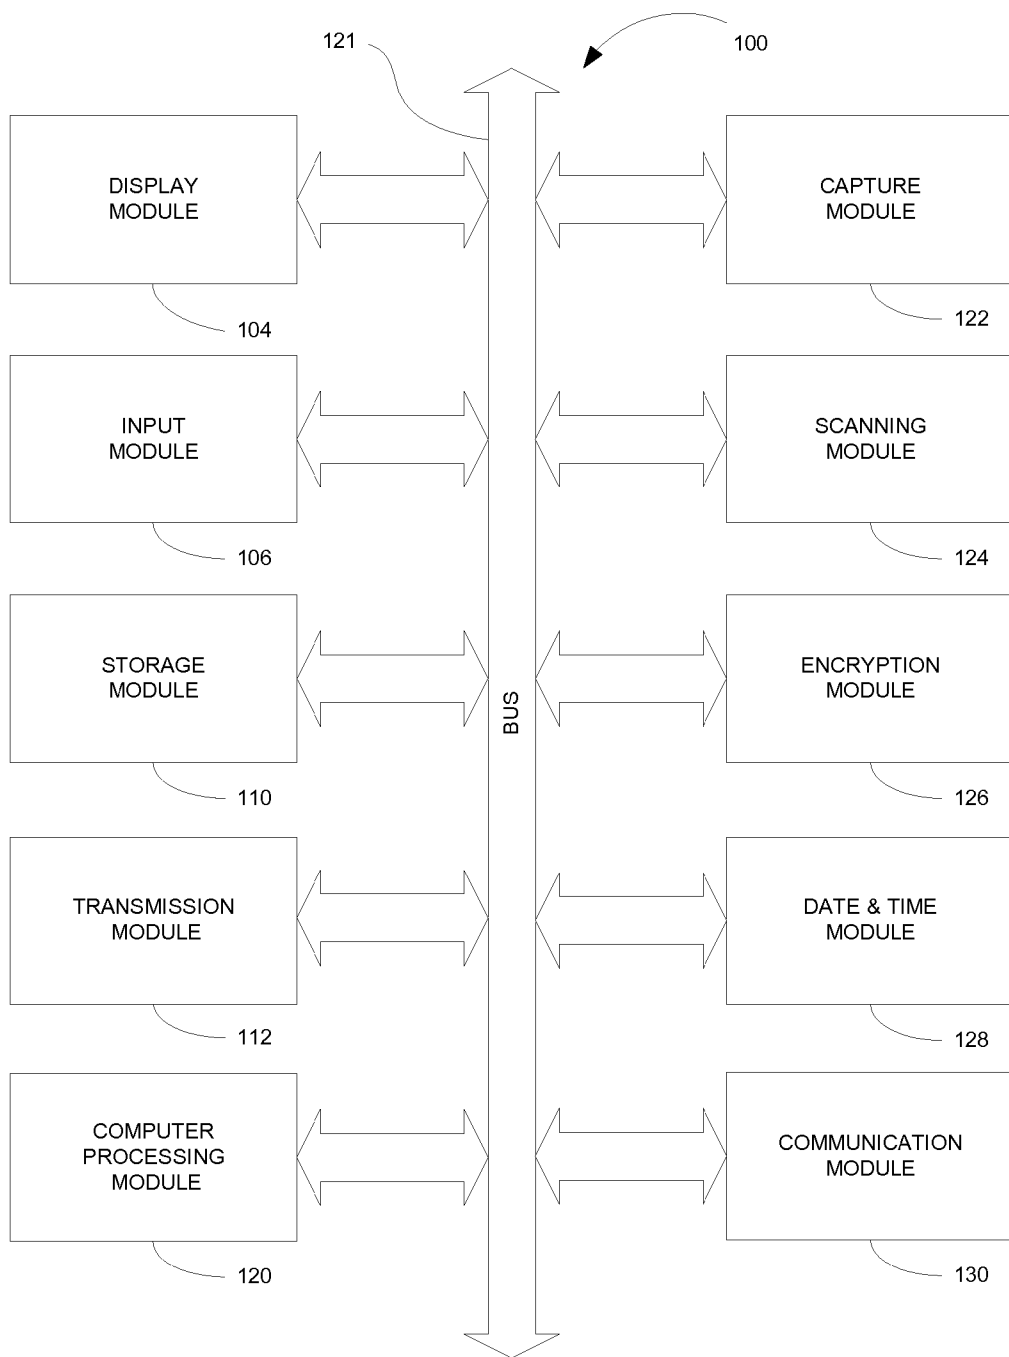 121
100
DISPLAY
MODULE
104
CAPTURE
MODULE
122
INPUT
MODULE
106
SCANNING
MODULE
124
STORAGE
MODULE
110
BUS
ENCRYPTION
MODULE
126
TRANSMISSION
MODULE
112
DATE & TIME
MODULE
128
COMPUTER
PROCESSING
MODULE
120
COMMUNICATION
MODULE
130